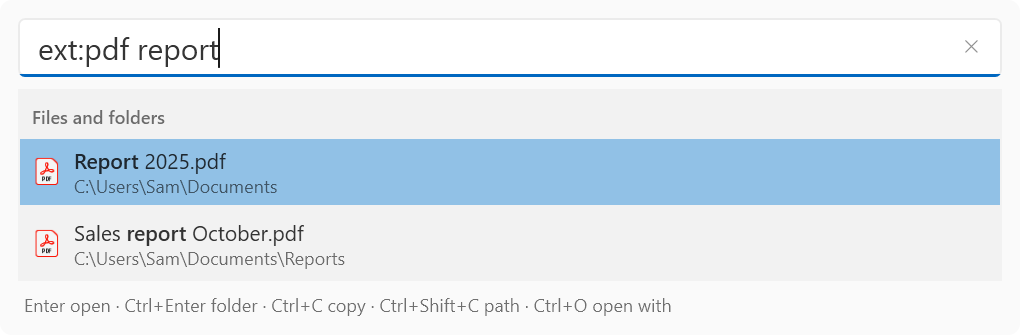 ext:pdf report
Files and folders
Report 2025.pdf
C:\Users\Sam\Documents
Sales report October.pdf
C:\Users\Sam\Documents\Reports
Enter open · Ctrl+Enter folder · Ctrl+C copy · Ctrl+Shift+C path · Ctrl+O open with